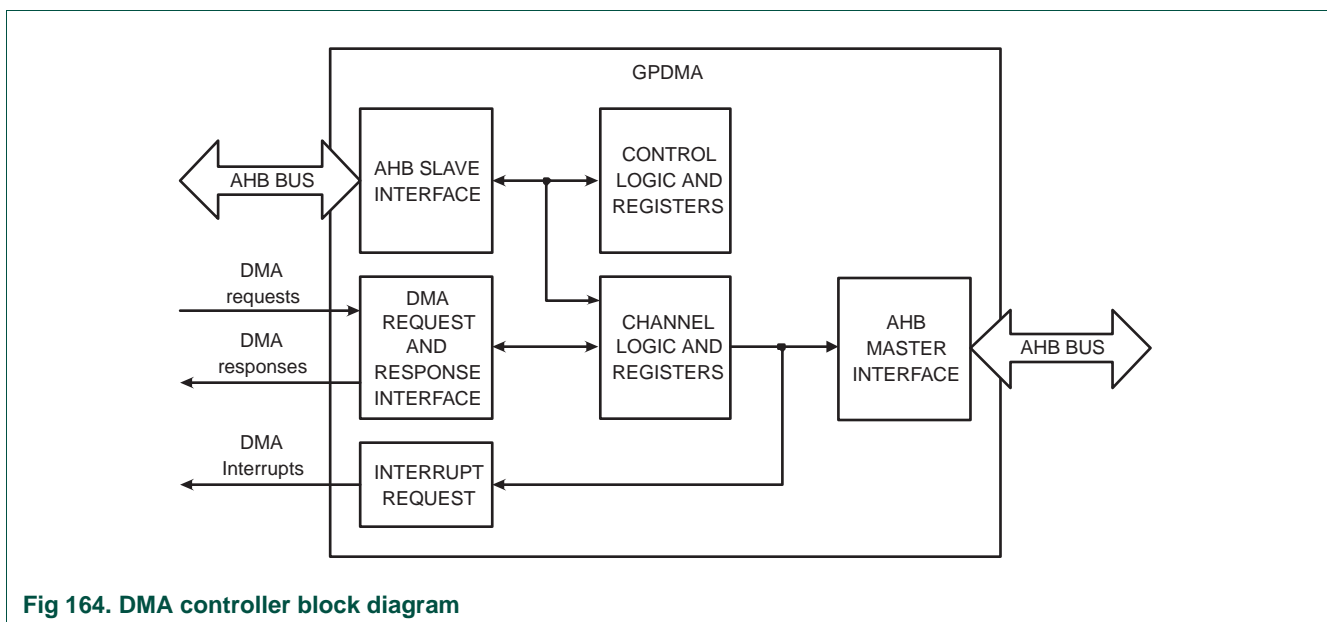 GPDMA
AHB BUS
AHB SLAVE
INTERFACE
CONTROL
LOGIC AND
REGISTERS
DMA
requests
DMA
responses
DMA
REQUEST
AND
RESPONSE
INTERFACE
CHANNEL
LOGIC AND
REGISTERS
AHB
MASTER
INTERFACE
AHB BUS
DMA
Interrupts
INTERRUPT
REQUEST
Fig 164. DMA controller block diagram